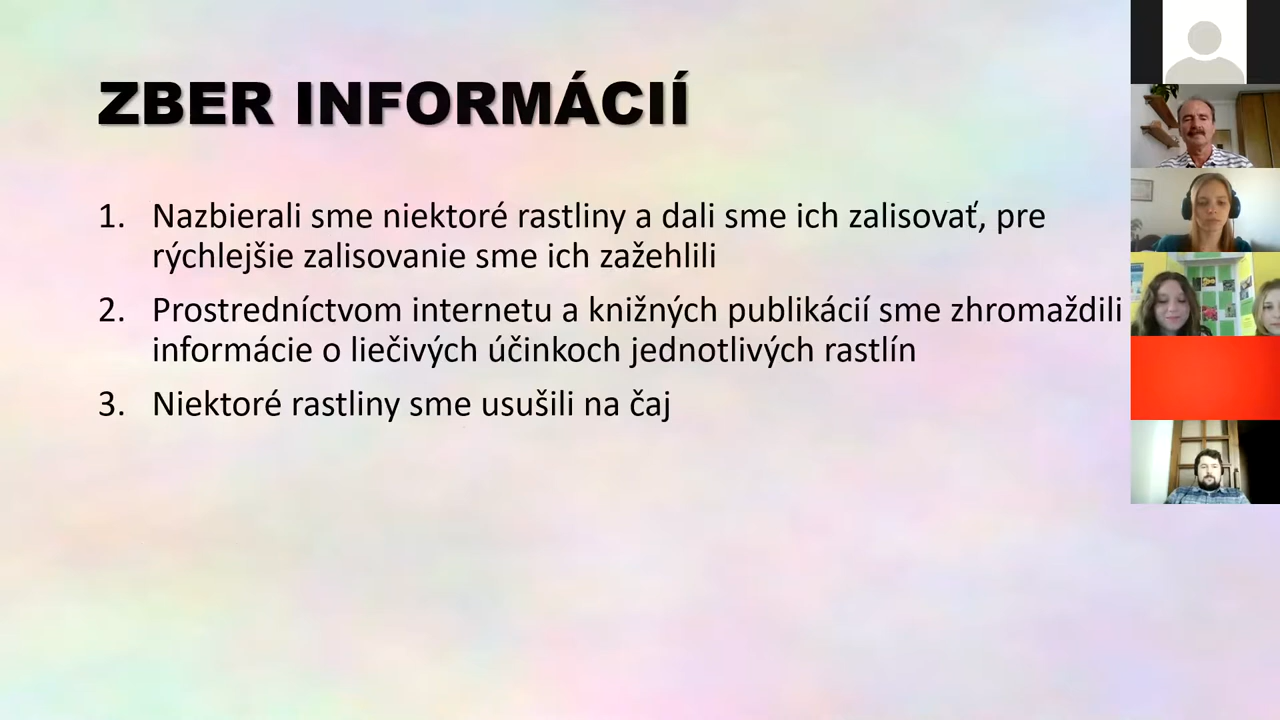 ZBER INFORMÁCIÍ
1. Nazbierali sme niektoré rastliny a dali sme ich zalisovať, pre
rýchlejšie zalisovanie sme ich zažehlili
2. Prostredníctvom internetu a knižných publikácií sme zhromaždili
informácie o liečivých účinkoch jednotlivých rastlín
3. Niektoré rastliny sme usušili na čaj